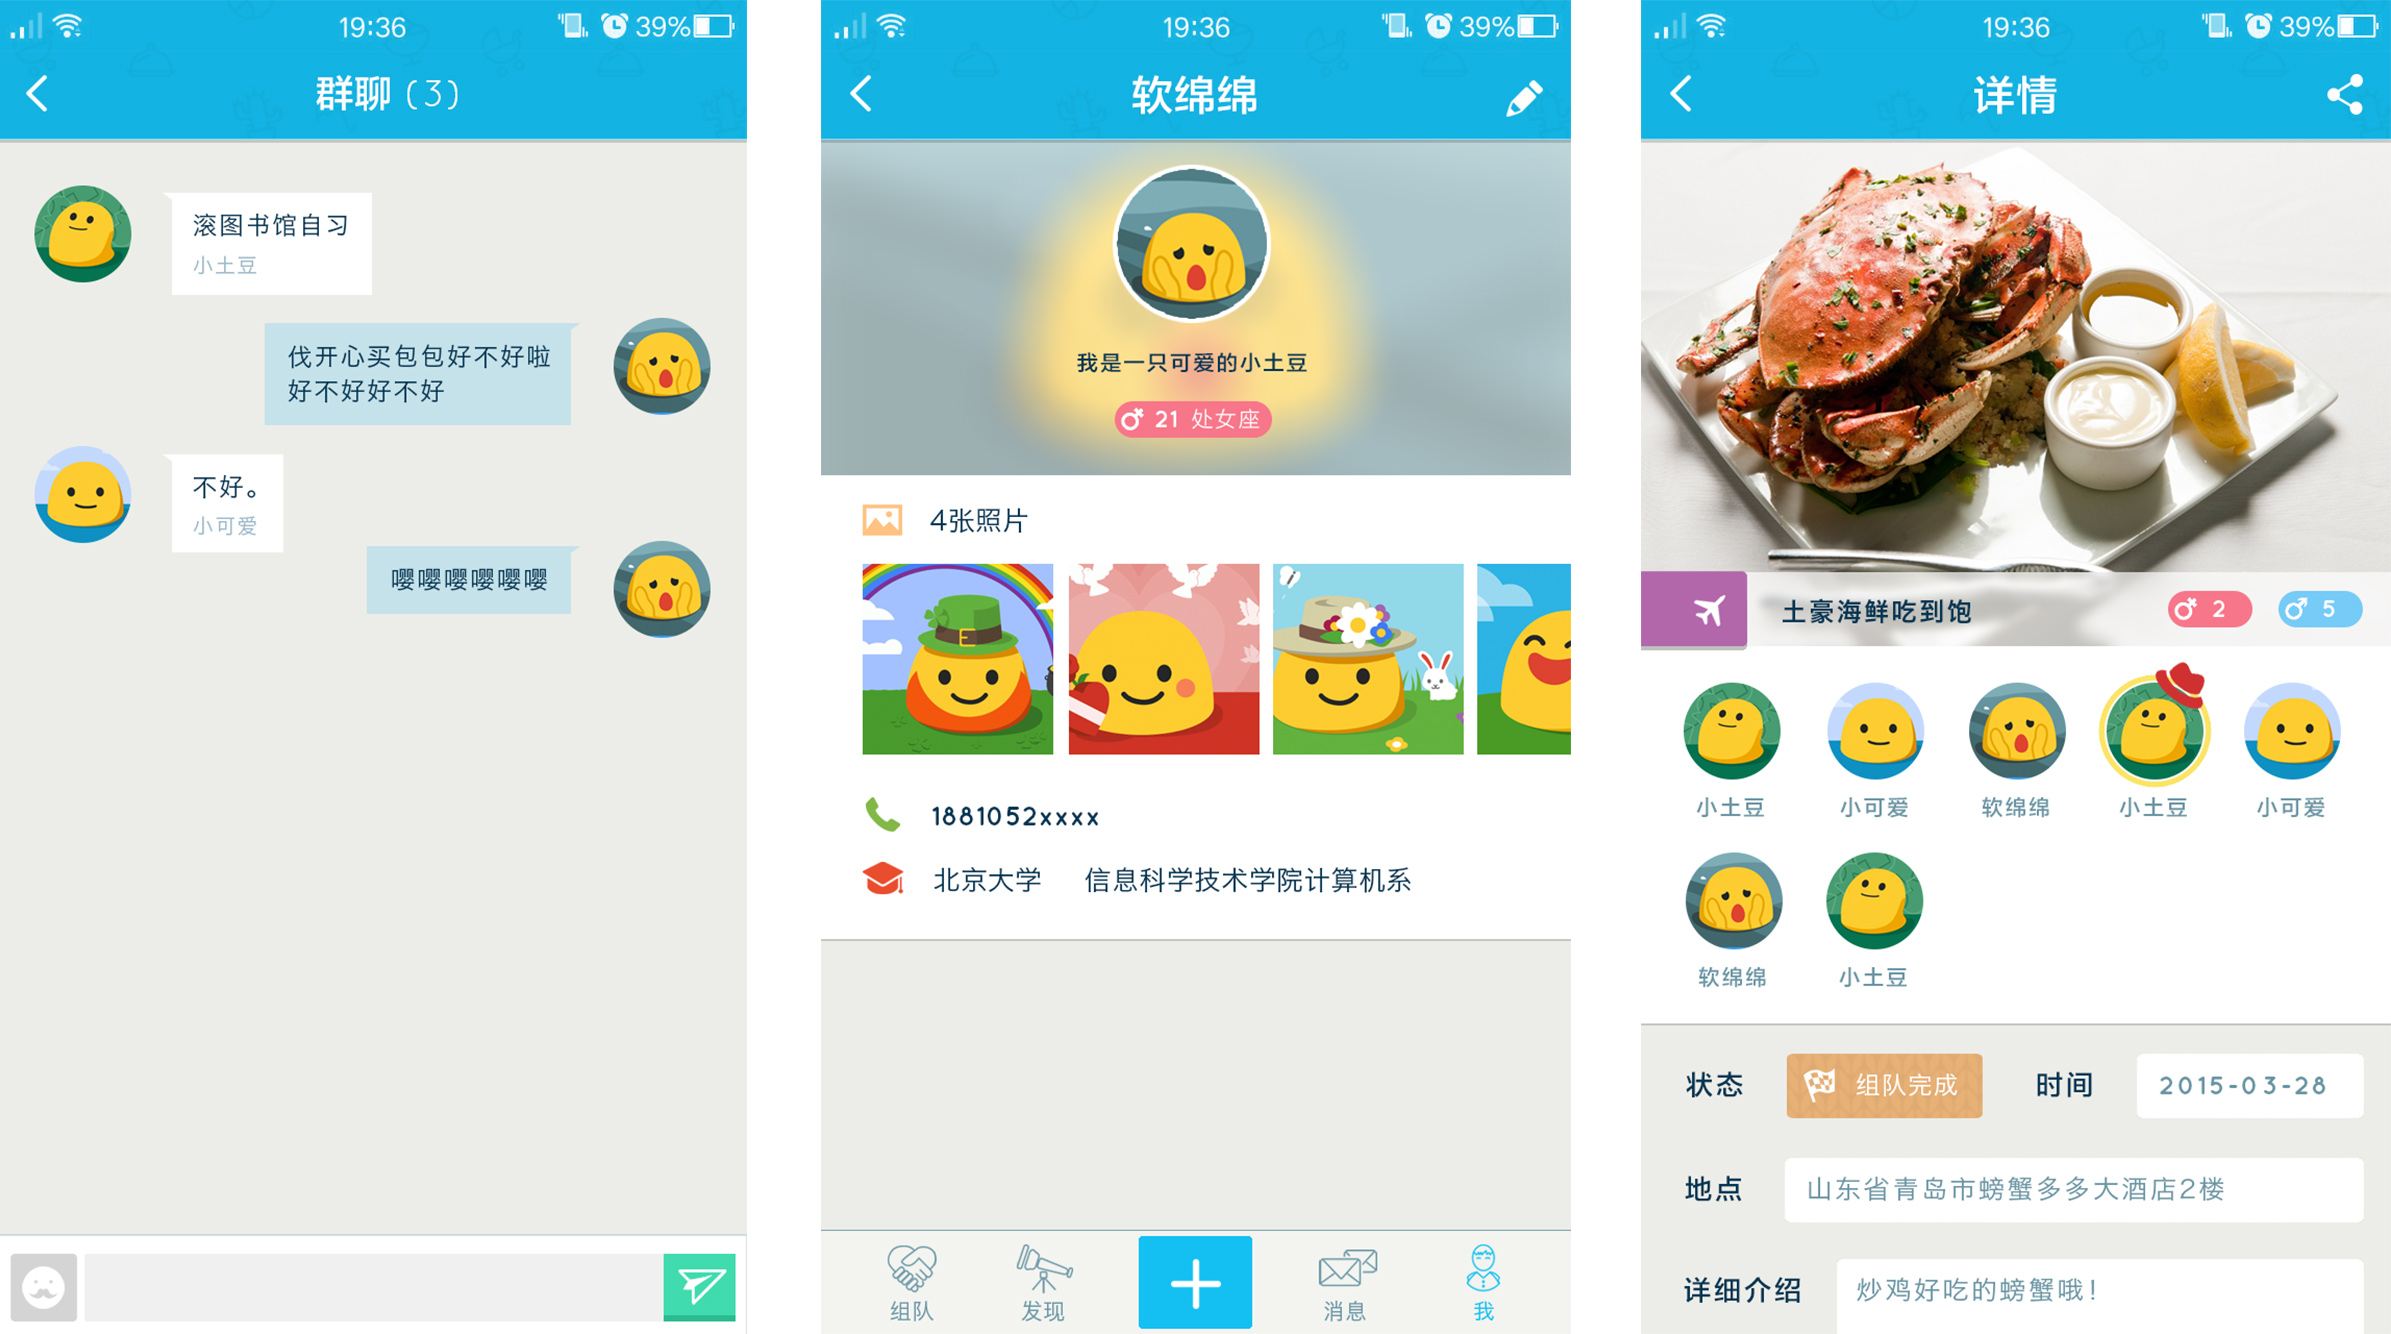 19:36
39%
群聊(3)
滚图书馆自习
小土豆
伐开心买包包好不好啦
好不好好不好
不好。
小可爱
嘤嘤嘤嘤嘤嘤
19:36
39%
软绵绵
我是一只可爱的小土豆
21 处女座
4张照片
1881052xxxx
北京大学 信息科学技术学院计算机系
组队 发现 消息 我
19:36
39%
详情
土豪海鲜吃到饱 2 5
小土豆 小可爱 软绵绵 小土豆 小可爱
软绵绵 小土豆
状态 组队完成 时间 2015-03-28
地点 山东省青岛市螃蟹多多大酒店2楼
详细介绍 炒鸡好吃的螃蟹哦!